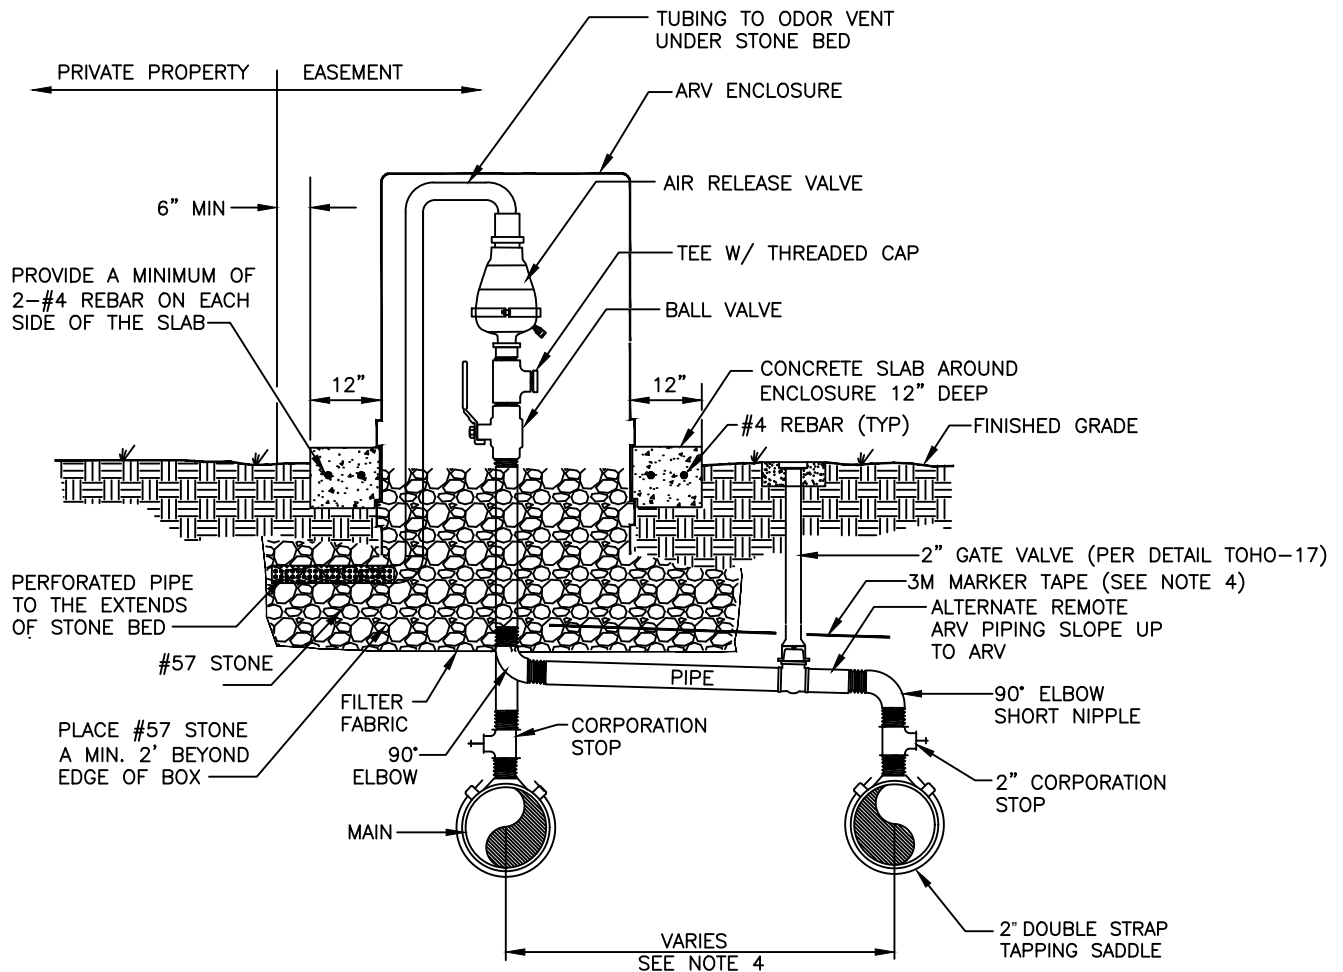 TUBING TO ODOR VENT
UNDER STONE BED
PRIVATE PROPERTY
EASEMENT
ARV ENCLOSURE
AIR RELEASE VALVE
6" MIN
TEE W/ THREADED CAP
PROVIDE A MINIMUM OF
2-#4 REBAR ON EACH
SIDE OF THE SLAB
BALL VALVE
12"
12"
CONCRETE SLAB AROUND
ENCLOSURE 12" DEEP
#4 REBAR (TYP)
FINISHED GRADE
2" GATE VALVE (PER DETAIL TOHO-17)
3M MARKER TAPE (SEE NOTE 4)
PERFORATED PIPE
TO THE EXTENDS
OF STONE BED
ALTERNATE REMOTE
ARV PIPING SLOPE UP
TO ARV
#57 STONE
PIPE
FILTER
FABRIC
90° ELBOW
SHORT NIPPLE
PLACE #57 STONE
A MIN. 2' BEYOND
EDGE OF BOX
CORPORATION
STOP
90°
ELBOW
2" CORPORATION
STOP
MAIN
2" DOUBLE STRAP
TAPPING SADDLE
VARIES
SEE NOTE 4